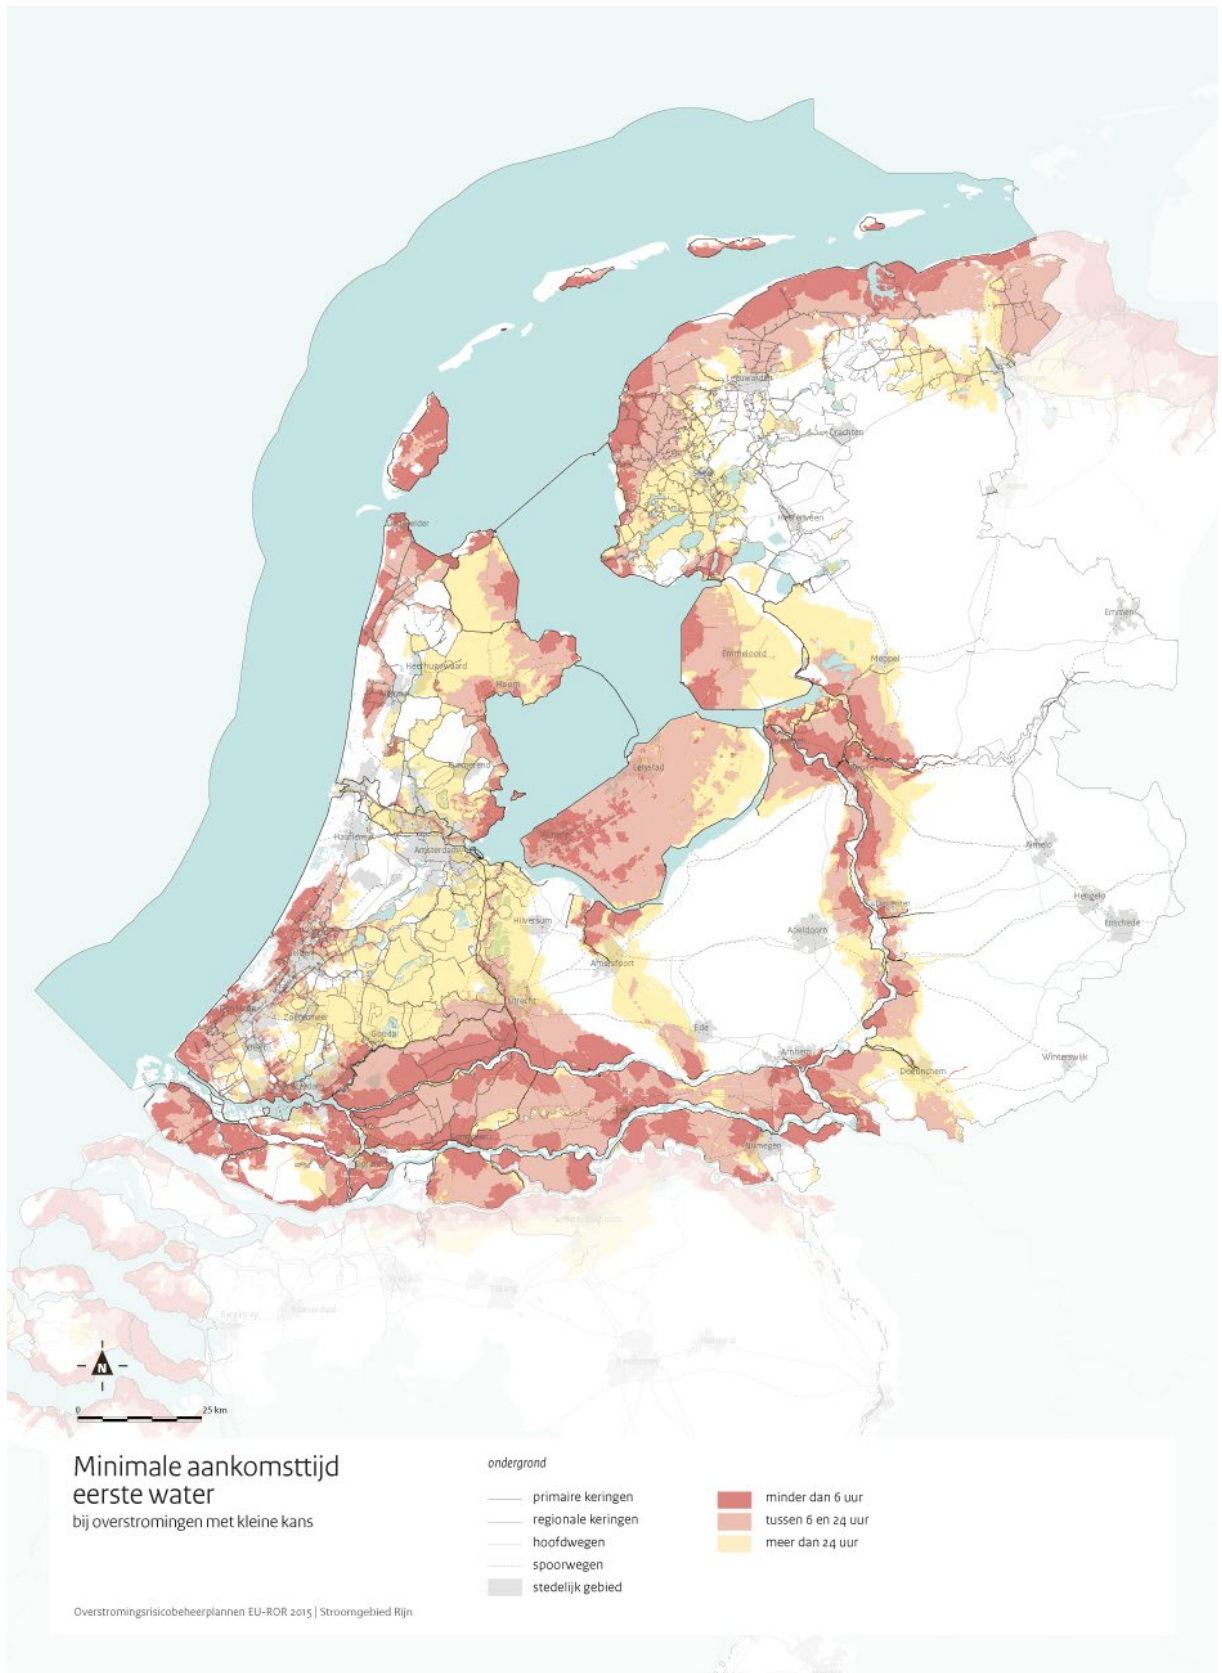 Leeuwarden
Drachten
Heerenveen
Emmen
Emmeloord
Meppel
Heerhugowaard
Hoorn
Purmerend
Lelystad
Haarlem
Amsterdam
Almelo
Hengelo
Enschede
Deventer
Hilversum
Apeldoorn
Amersfoort
Utrecht
Zoetermeer
Gouda
Ede
Arnhem
Doetinchem
Winterswijk
Nijmegen
N
0 25 km
Minimale aankomsttijd
eerste water
bij overstromingen met kleine kans
ondergrond
primaire keringen
regionale keringen
hoofdwegen
spoorwegen
stedelijk gebied
minder dan 6 uur
tussen 6 en 24 uur
meer dan 24 uur
Overstromingsrisicobeheerplannen EU-ROR 2015 | Stroomgebied Rijn